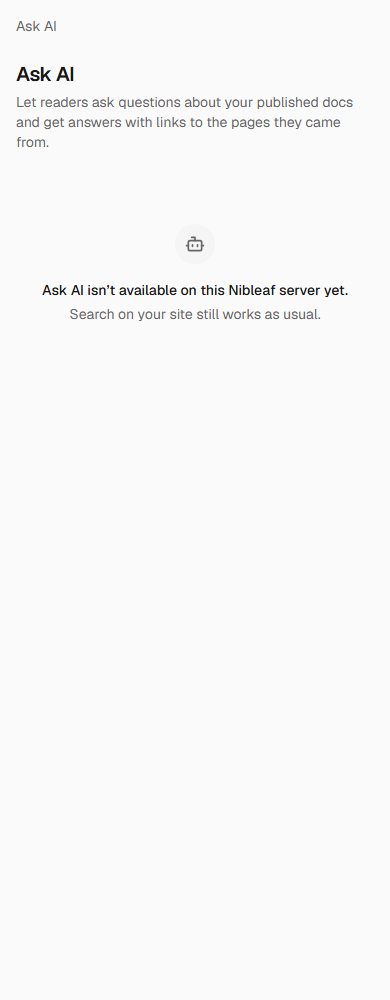 Ask AI
Ask AI
Let readers ask questions about your published docs
and get answers with links to the pages they came
from.
Ask AI isn’t available on this Nibleaf server yet.
Search on your site still works as usual.